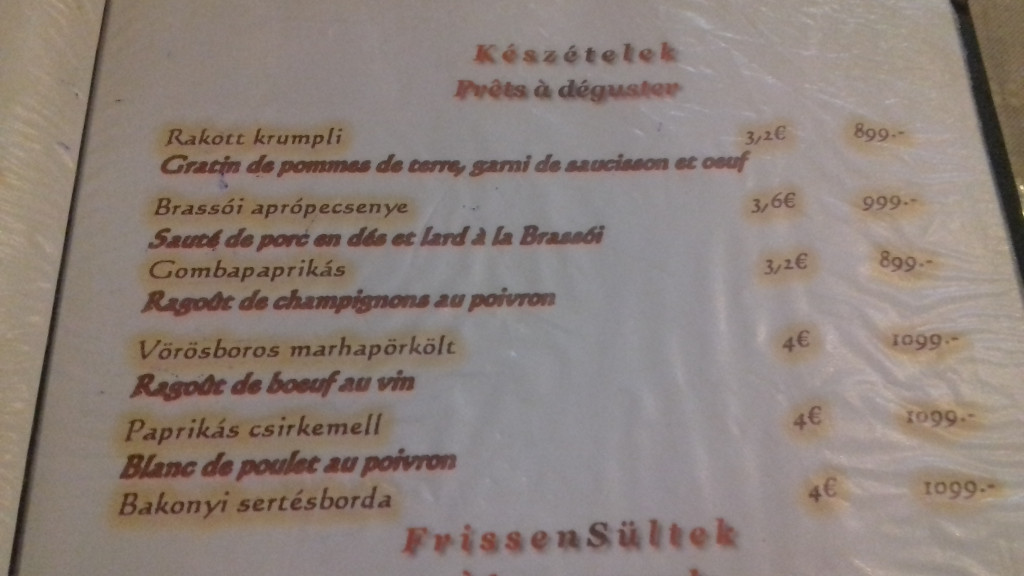 Készételek
Prêts à déguster
Rakott krumpli 3,2€ 899.-
Gratin de pommes de terre, garni de saucisson et oeuf
Brassói aprópecsenye 3,6€ 999.-
Sauté de porc en dés et lard à la Brassói
Gombapaprikás 3,2€ 899.-
Ragoût de champignons au poivron
Vörösboros marhapörkölt 4€ 1099.-
Ragoût de boeuf au vin
Paprikás csirkemell 4€ 1099.-
Blanc de poulet au poivron
Bakonyi sertésborda 4€ 1099.-
FrissenSültek